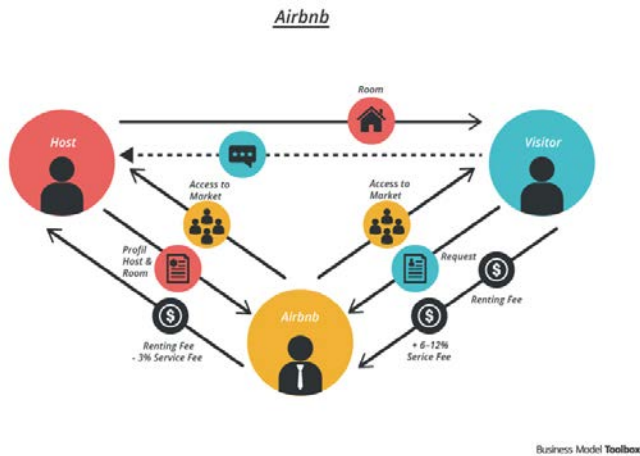 Airbnb
Room
Host
Visitor
Access to
Market
Access to
Market
Profil
Host &
Room
Request
Renting Fee
Airbnb
Renting Fee
- 3% Service Fee
+ 6-12%
Serice Fee
Business Model Toolbox